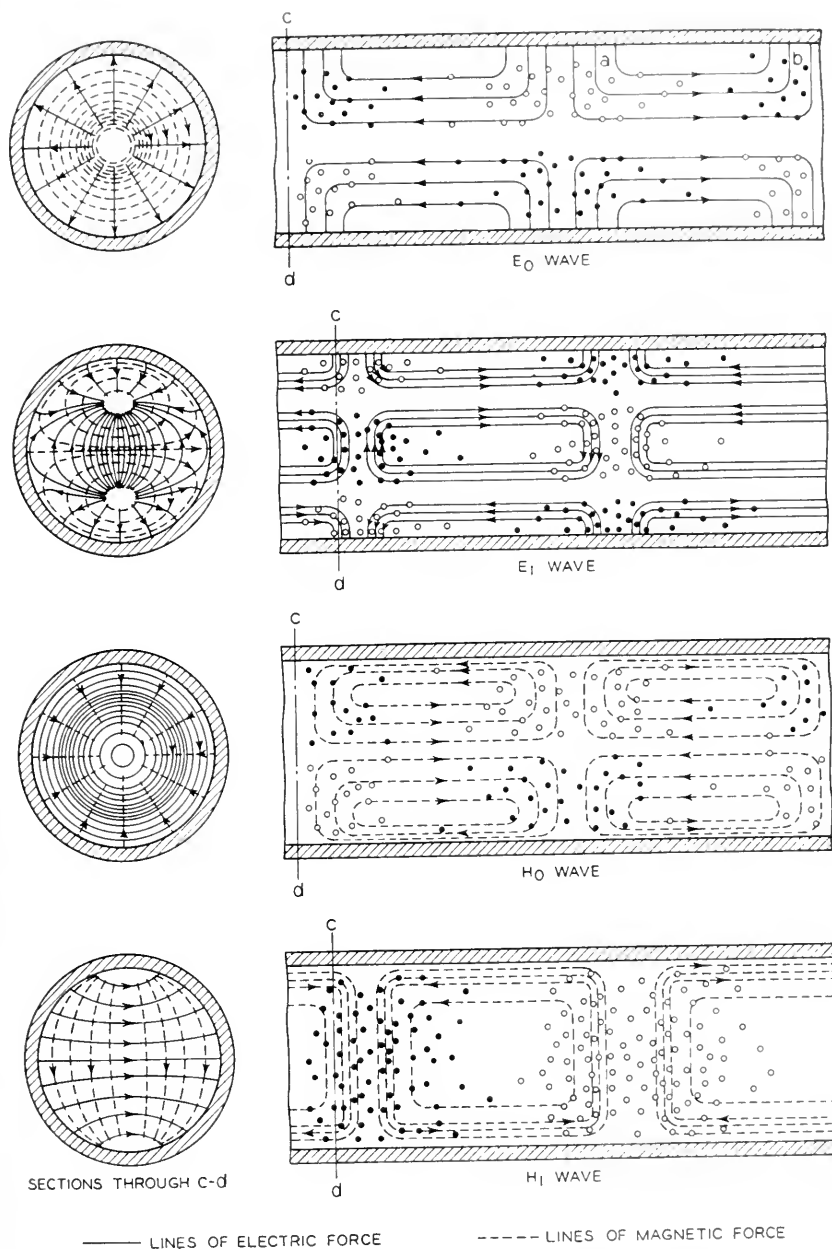 c
a
b
d
E₀ WAVE
c
d
E₁ WAVE
c
d
H₀ WAVE
c
SECTIONS THROUGH C-d
d
H₁ WAVE
——— LINES OF ELECTRIC FORCE
----- LINES OF MAGNETIC FORCE